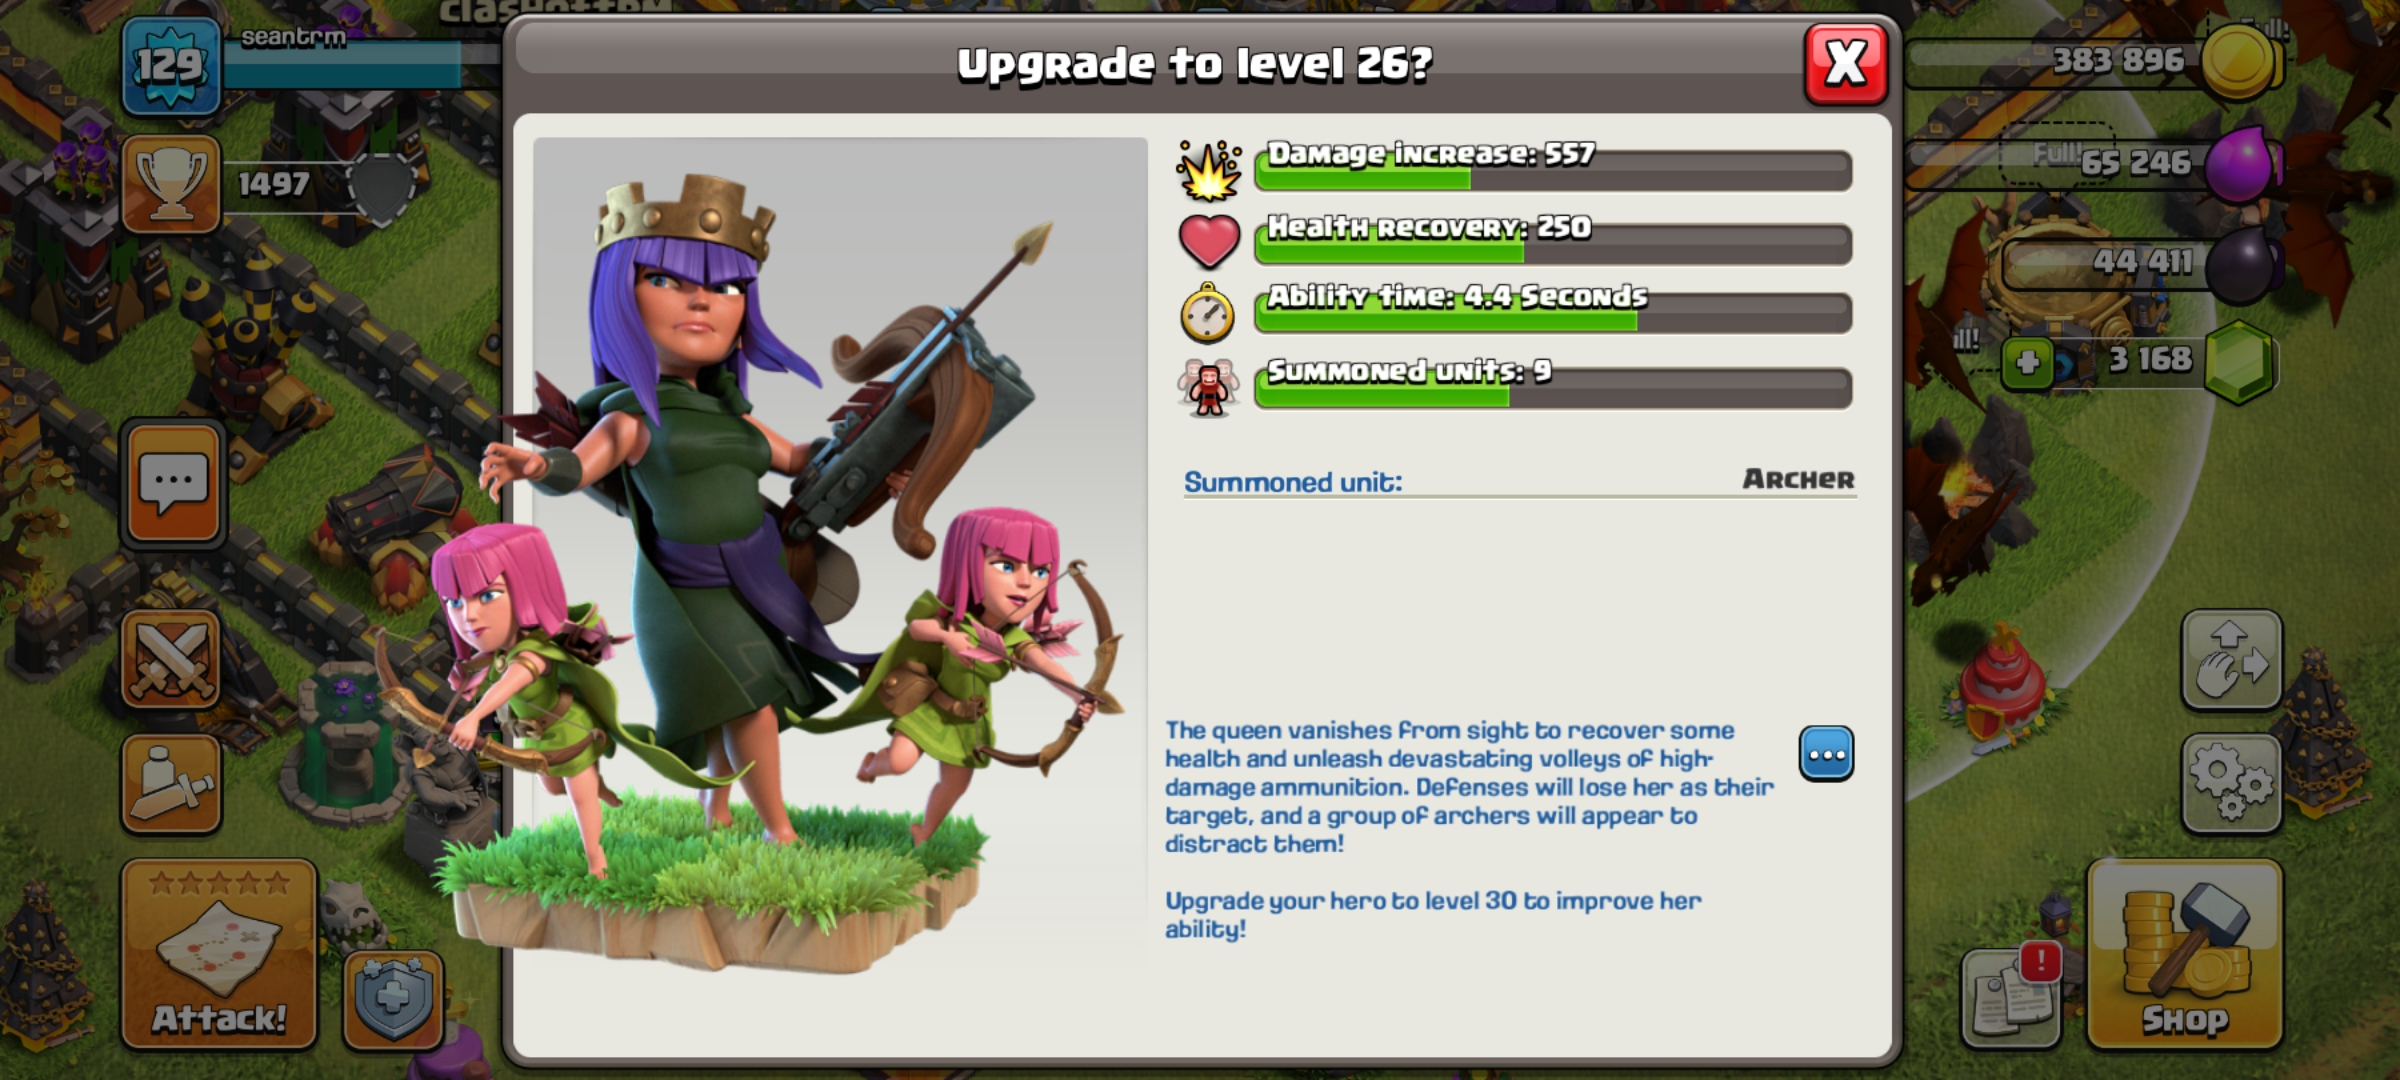 seantrm
129
1497
Attack!
Upgrade to level 26?
X
Damage increase: 557
Health recovery: 250
Ability time: 4.4 Seconds
Summoned units: 9
Summoned unit:
Archer
The queen vanishes from sight to recover some
health and unleash devastating volleys of high-
damage ammunition. Defenses will lose her as their
target, and a group of archers will appear to
distract them!
Upgrade your hero to level 30 to improve her
ability!
383 896
Full!
65 246
44 411
3 168
!
Shop